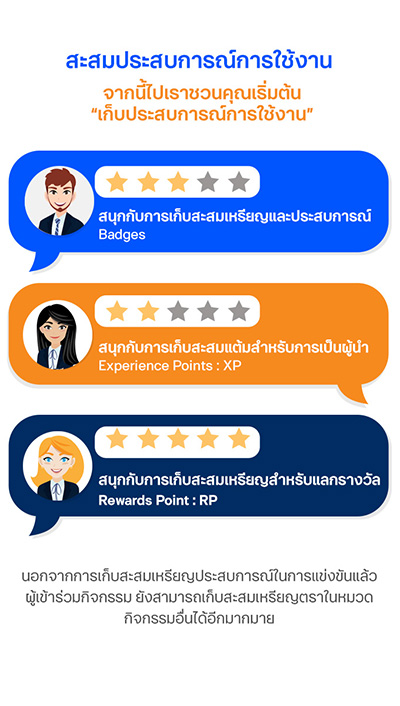 สะสมประสบการณ์การใช้งาน
จากนี้ไปเราชวนคุณเริ่มต้น
“เก็บประสบการณ์การใช้งาน”
สนุกกับการเก็บสะสมเหรียญและประสบการณ์
Badges
สนุกกับการเก็บสะสมแต้มสำหรับการเป็นผู้นำ
Experience Points : XP
สนุกกับการเก็บสะสมเหรียญสำหรับแลกรางวัล
Rewards Point : RP
นอกจากการเก็บสะสมเหรียญประสบการณ์ในการแข่งขันแล้ว
ผู้เข้าร่วมกิจกรรม ยังสามารถเก็บสะสมเหรียญตราในหมวด
กิจกรรมอื่นได้อีกมากมาย